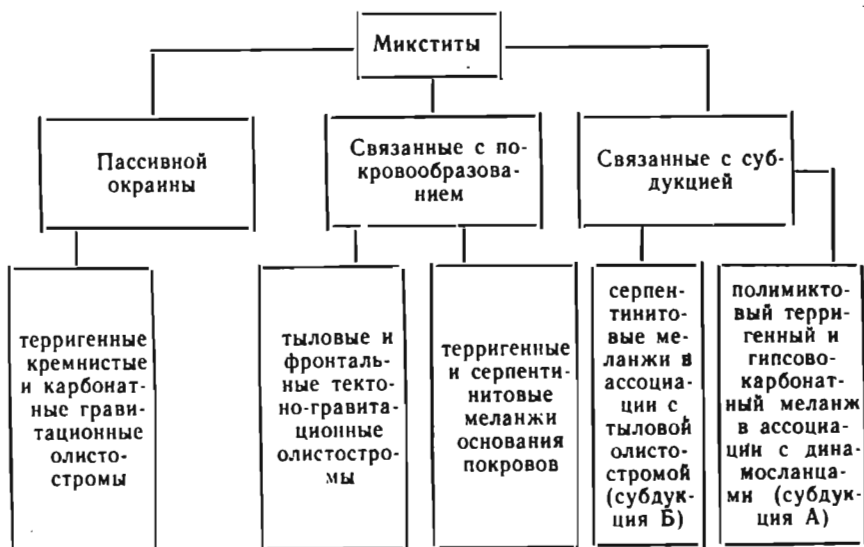 Микститы
Пассивной
окраины
Связанные с по-
кровообразова-
нием
Связанные с суб-
дукцией
терригенные
кремнистые
и карбонат-
ные грави-
тационные
олисто-
стромы
тыловые и
фронталь-
ные текто-
но-гравита-
ционные
олистостро-
мы
терригенные
и серпенти-
нитовые
меланжи
основания
покровов
серпен-
тинито-
вые ме-
ланжи в
ассоциа-
ции с
тыловой
олисто-
стромой
(субдук-
ция Б)
полимикто-
вый терри-
генный и
гипсово-
карбонат-
ный меланж
в ассоциа-
ции с дина-
мосланца-
ми (субдук-
ция А)